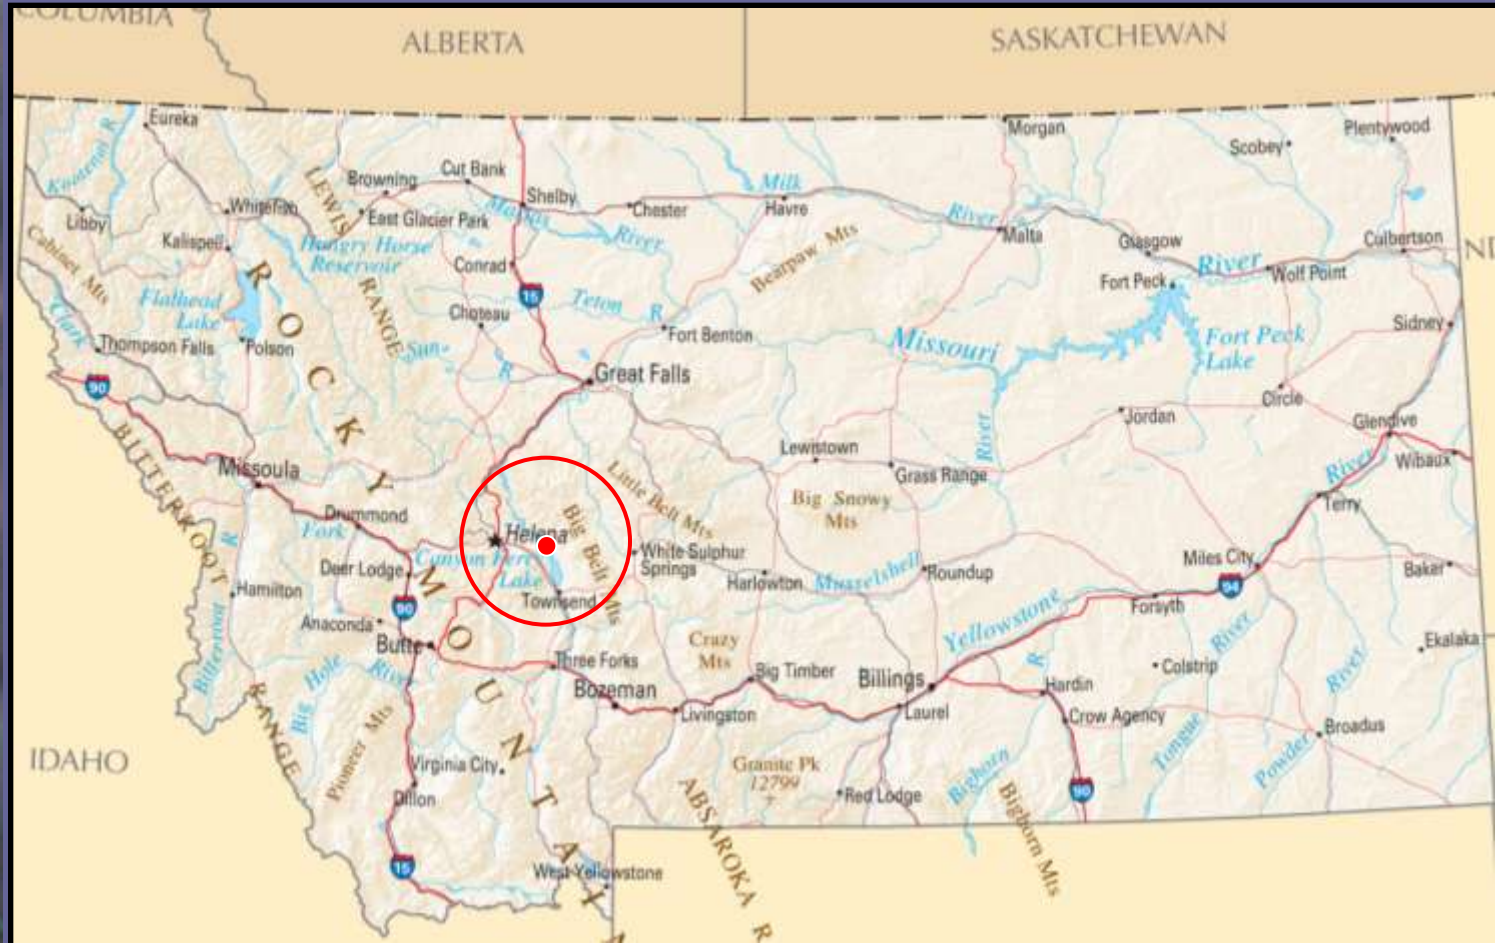 COLUMBIA
ALBERTA
SASKATCHEWAN
Eureka
Morgan
Plentywood
Scobey
Kootenai R
LEWIS
RANGE
Browning
Cut Bank
Shelby
Chester
Milk
River
Havre
Whitefish
East Glacier Park
Marias
River
Libby
Kalispell
Hungry Horse
Reservoir
Malta
Glasgow
Culbertson
ND
Cabinet Mts
Conrad
Bearpaw Mts
Fort Peck
River
Wolf Point
15
Flathead
Lake
Teton R
Choteau
Fort Benton
Missouri
Fort Peck
Lake
Sidney
Clark
Thompson Falls
Polson
Sun
R
90
Great Falls
Jordan
Circle
Glendive
River
Lewistown
Grass Range
River
Wibaux
Missoula
Little Belt Mts
Big Snowy
Mts
Terry
BITTERROOT
RANGE
Drummond
Fork
Helena
Big Belt Mts
Canyon Ferry
Lake
White Sulphur
Springs
Harlowton
Musselshell
Roundup
Miles City
Baker
Deer Lodge
Hamilton
90
Townsend
94
Forsyth
Anaconda
Butte
Bitterroot R
Yellowstone
R
River
Crazy
Mts
Ekalaka
Big Hole River
Three Forks
Bozeman
Big Timber
Billings
Hardin
Colstrip
River
Livingston
Laurel
Crow Agency
Broadus
Pioneer Mts
Virginia City
Dillon
Granite Pk
12799
Red Lodge
Bighorn
Bighorn Mts
Tongue
Powder
90
IDAHO
ABSAROKA R
15
West Yellowstone
ROCKY
MOUNTAIN